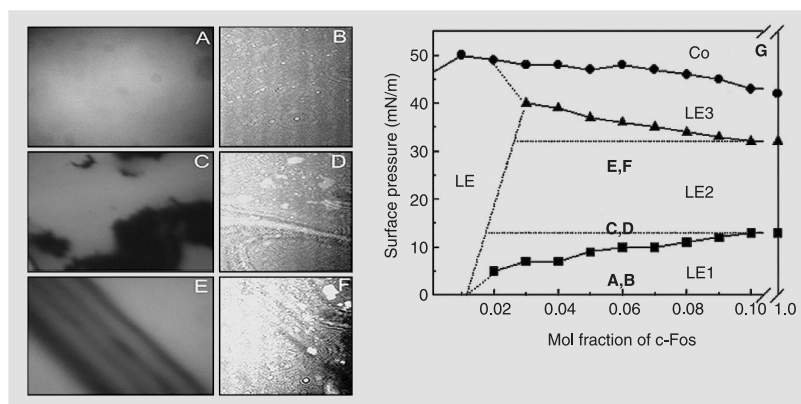 A
B
C
D
E
F
Surface pressure (mN/m)
50
40
30
20
10
0
Co
G
LE3
LE
E,F
LE2
C,D
A,B
LE1
0.02 0.04 0.06 0.08 0.10 1.0
Mol fraction of c-Fos